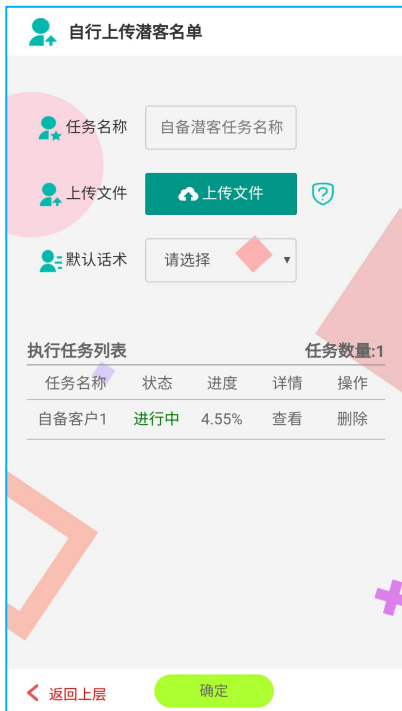 自行上传潜客名单
任务名称 自备潜客任务名称
上传文件 上传文件 ?
默认话术 请选择
执行任务列表 任务数量:1
任务名称 状态 进度 详情 操作
自备客户1 进行中 4.55% 查看 删除
返回上层 确定